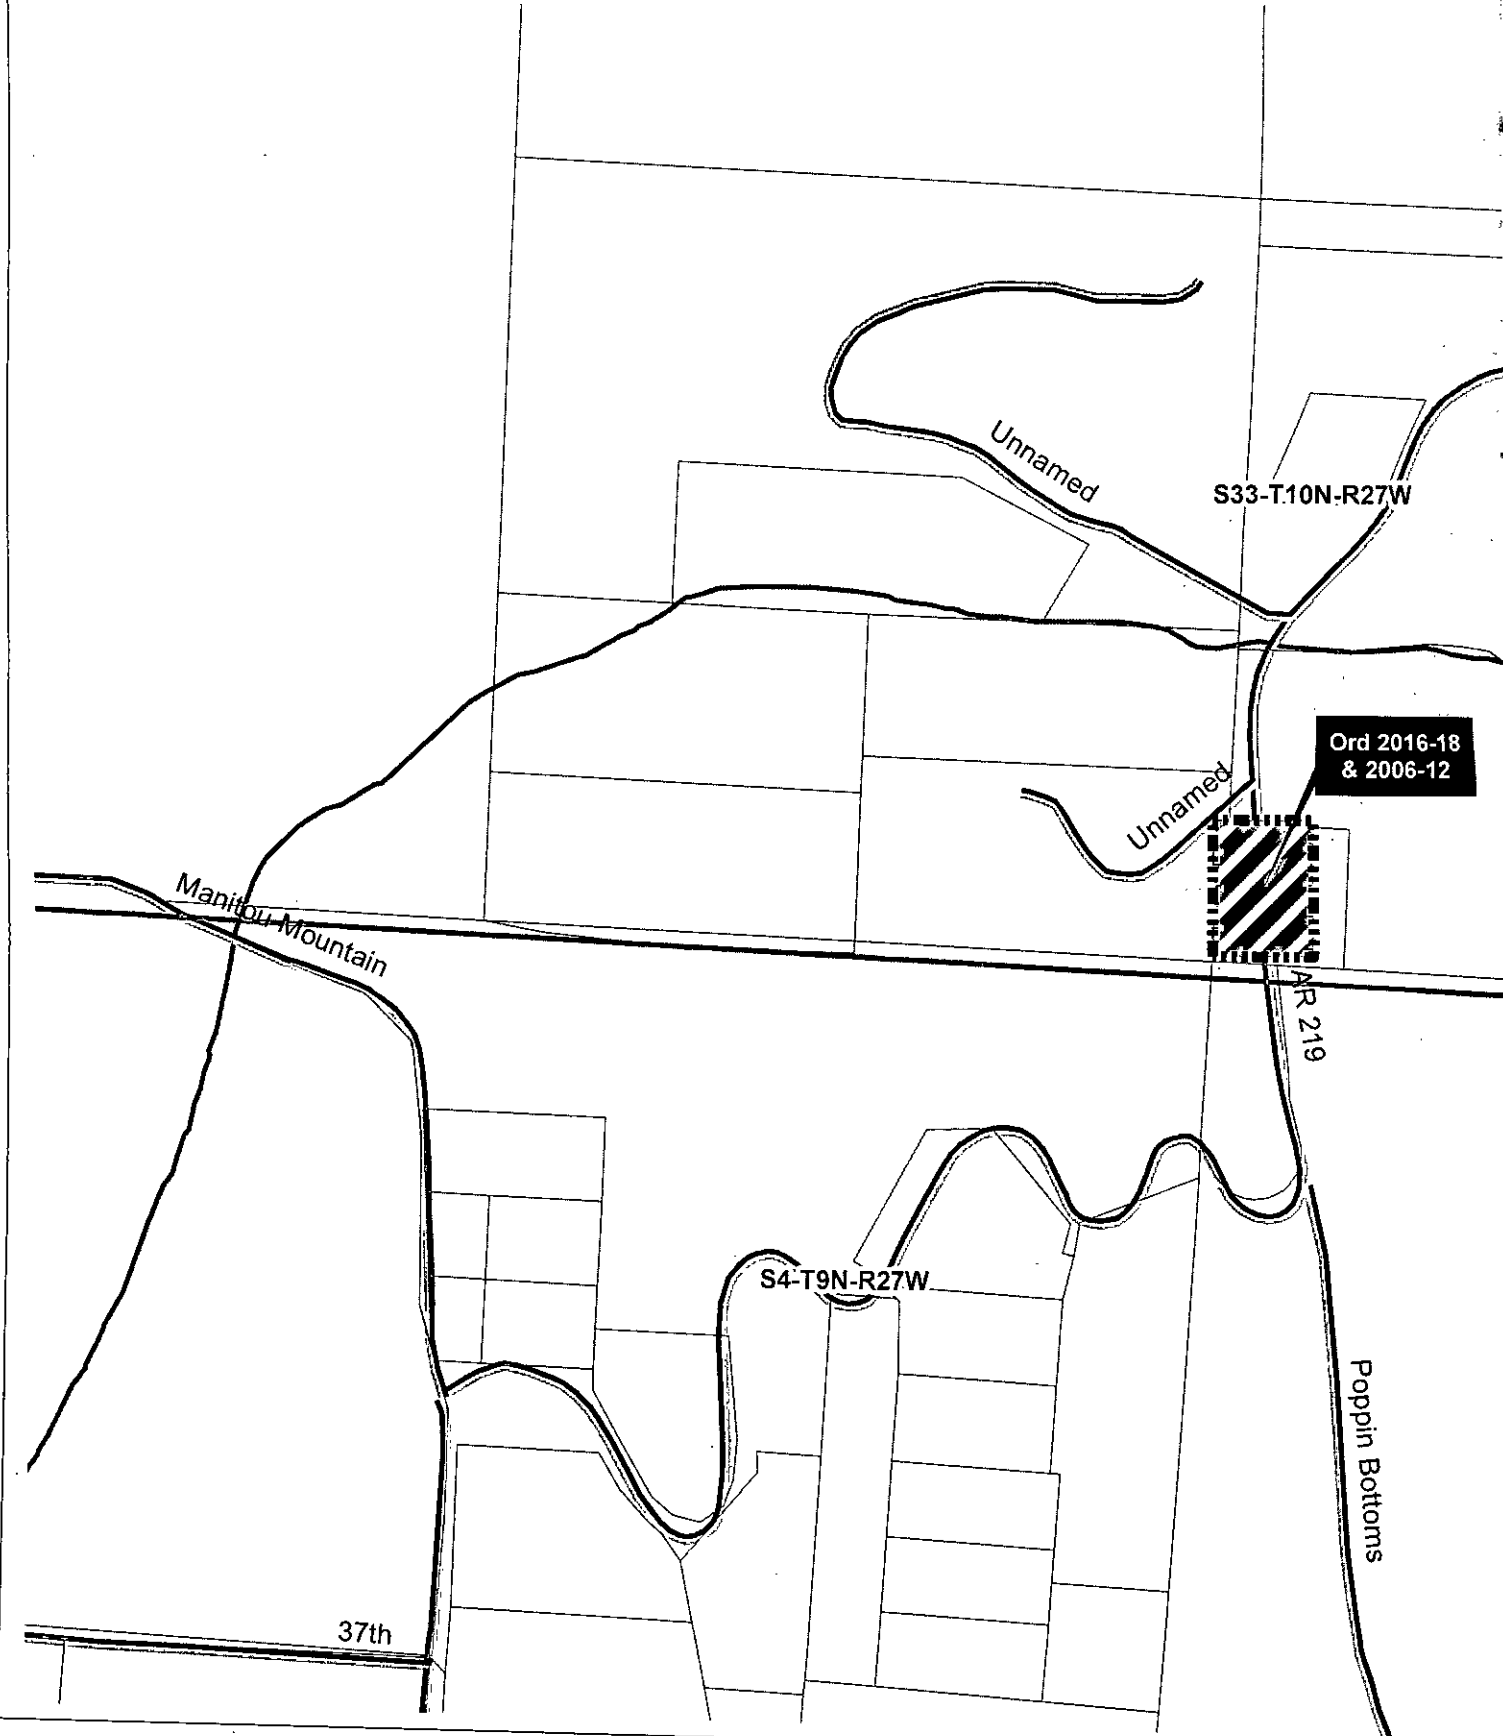 Unnamed
S33-T.10N-R27W
Ord 2016-18
& 2006-12
Unnamed
Manitou Mountain
AR 219
S4-T9N-R27W
Poppin Bottoms
37th